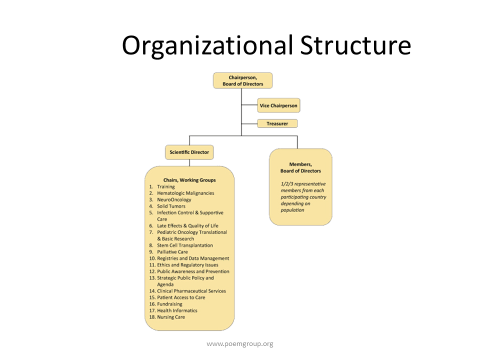 Organizational Structure
Chairperson,
Board of Directors
Vice Chairperson
Treasurer
Scientific Director
Chairs, Working Groups
1. Training
2. Hematologic Malignancies
3. NeuroOncology
4. Solid Tumors
5. Infection Control & Supportive
Care
6. Late Effects & Quality of Life
7. Pediatric Oncology Translational
& Basic Research
8. Stem Cell Transplantation
9. Palliative Care
10. Registries and Data Management
11. Ethics and Regulatory Issues
12. Public Awareness and Prevention
13. Strategic Public Policy and
Agenda
14. Clinical Pharmaceutical Services
15. Patient Access to Care
16. Fundraising
17. Health Informatics
18. Nursing Care
Members,
Board of Directors
1/2/3 representative
members from each
participating country
depending on
population
www.poemgroup.org